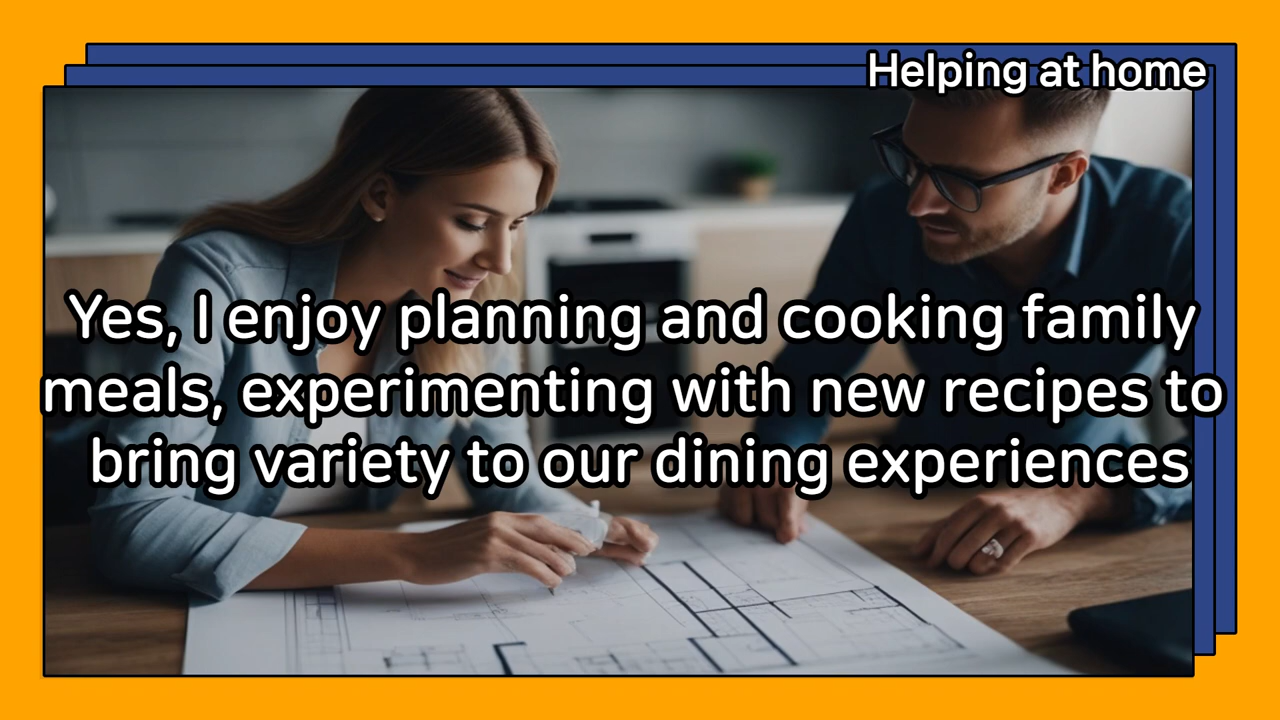 Helping at home
Yes, I enjoy planning and cooking family
meals, experimenting with new recipes to
bring variety to our dining experiences